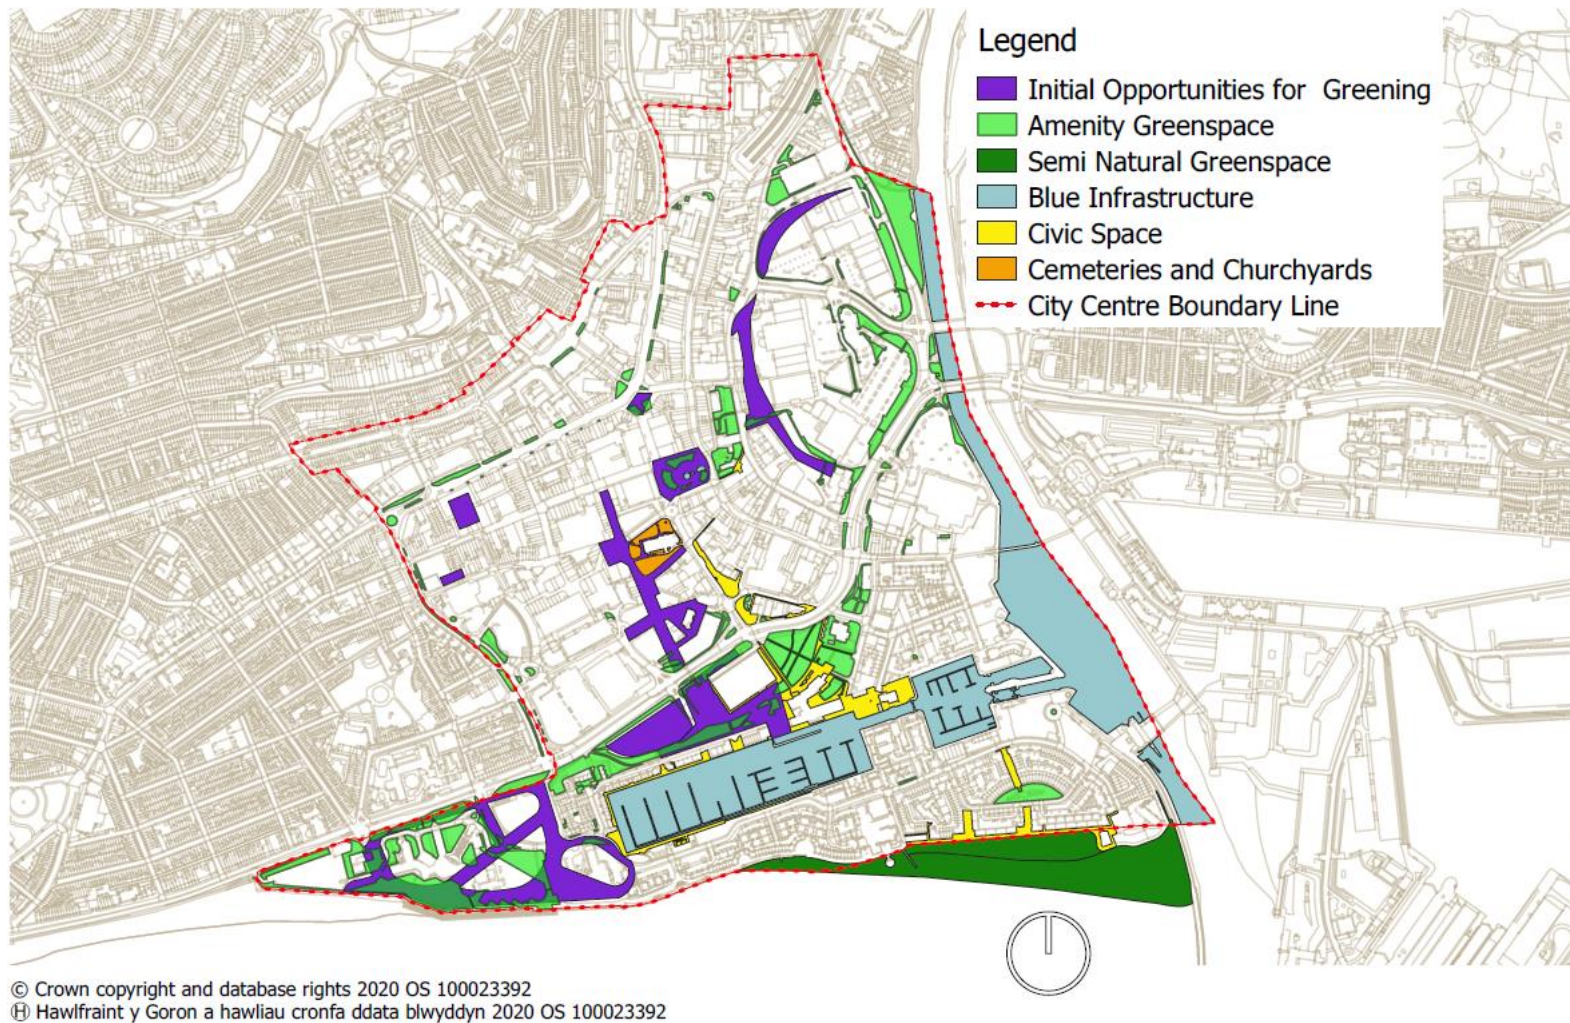 Legend
Initial Opportunities for Greening
Amenity Greenspace
Semi Natural Greenspace
Blue Infrastructure
Civic Space
Cemeteries and Churchyards
City Centre Boundary Line
© Crown copyright and database rights 2020 OS 100023392
Ⓗ Hawlfraint y Goron a hawliau cronfa ddata blwyddyn 2020 OS 100023392